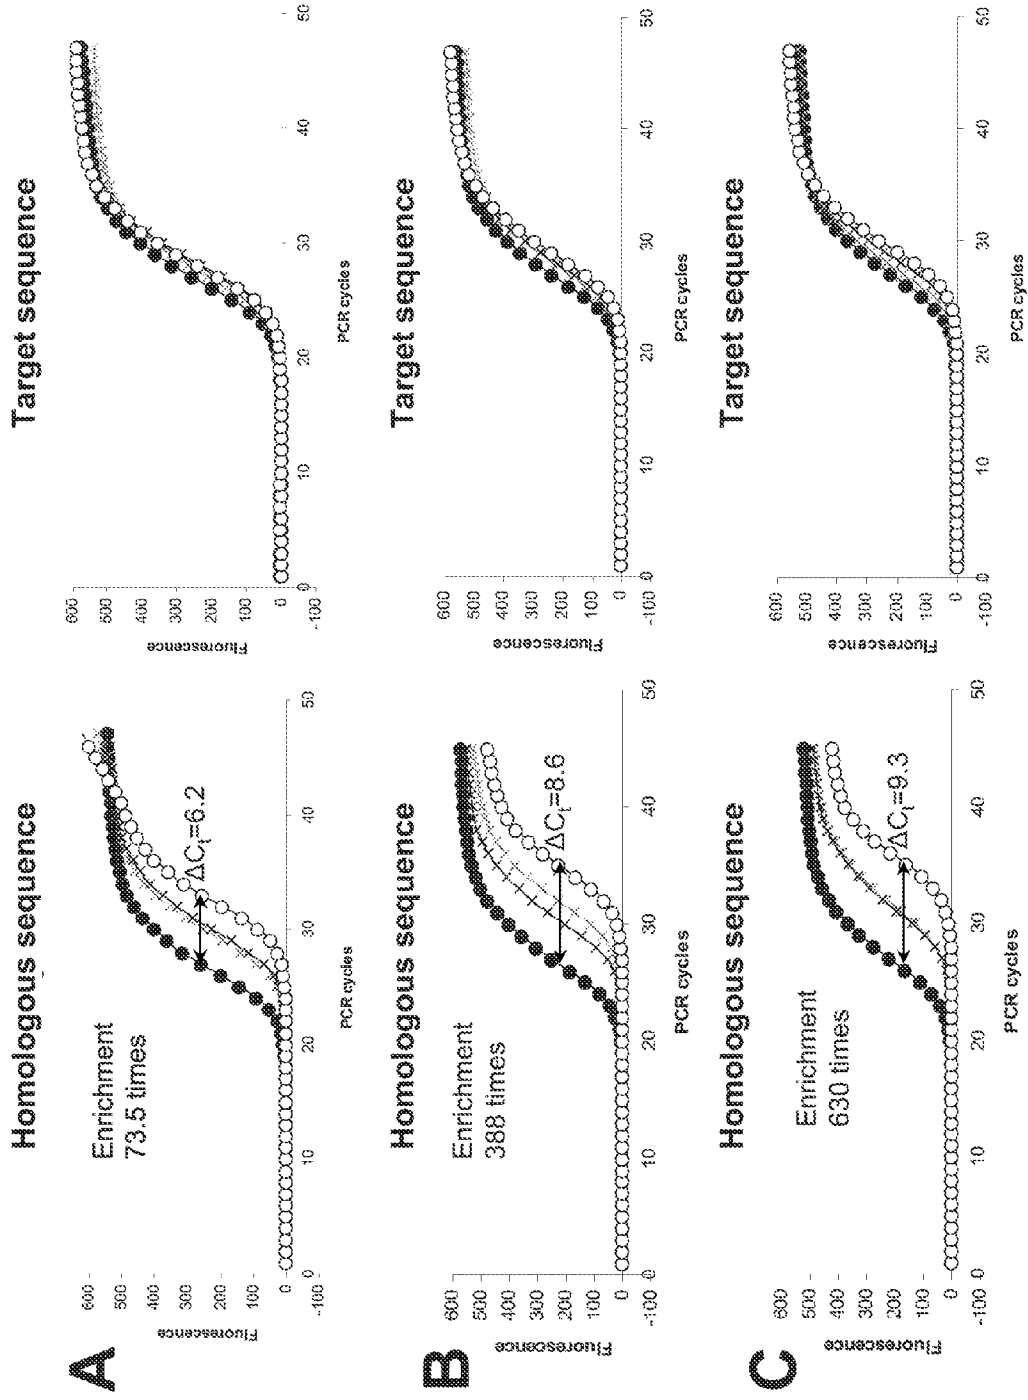 A
Homologous sequence
Enrichment
73.5 times
ΔCt=6.2
Fluorescence
600
500
400
300
200
100
0
-100
0
10
20
30
40
50
PCR cycles
Target sequence
Fluorescence
600
500
400
300
200
100
0
-100
0
10
20
30
40
50
PCR cycles
B
Homologous sequence
Enrichment
388 times
ΔCt=8.6
Fluorescence
600
500
400
300
200
100
0
-100
0
10
20
30
40
50
PCR cycles
Target sequence
Fluorescence
600
500
400
300
200
100
0
-100
0
10
20
30
40
50
PCR cycles
C
Homologous sequence
Enrichment
630 times
ΔCt=9.3
Fluorescence
600
500
400
300
200
100
0
-100
0
10
20
30
40
50
PCR cycles
Target sequence
Fluorescence
600
500
400
300
200
100
0
-100
0
10
20
30
40
50
PCR cycles